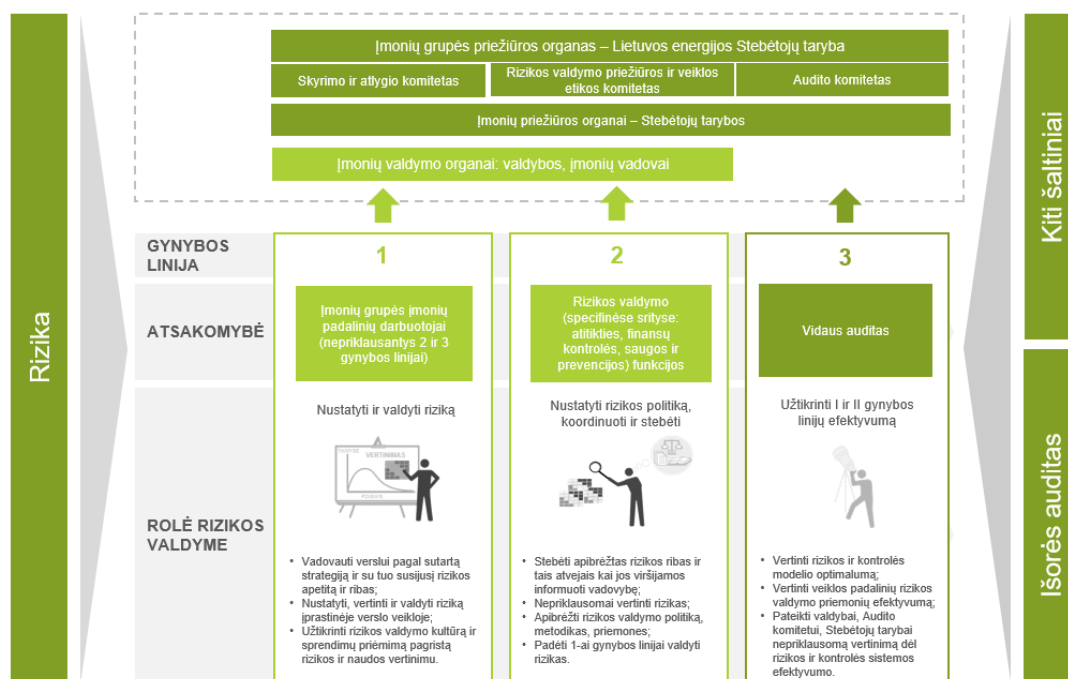 Rizika
Įmonių grupės priežiūros organas – Lietuvos energijos Stebėtojų taryba
Skyrimo ir atlygio komitetas
Rizikos valdymo priežiūros ir veiklos
etikos komitetas
Audito komitetas
Įmonių priežiūros organai – Stebėtojų tarybos
Įmonių valdymo organai: valdybos, įmonių vadovai
GYNYBOS
LINIJA
1
2
3
ATSAKOMYBĖ
Įmonių grupės įmonių
padalinių darbuotojai
(nepriklausantys 2 ir 3
gynybos linijai)
Rizikos valdymo
(specifinėse srityse:
atitikties, finansų
kontrolės, saugos ir
prevencijos) funkcijos
Vidaus auditas
ROLĖ RIZIKOS
VALDYME
Nustatyti ir valdyti riziką
VERTINIMAS
• Vadovauti verslui pagal sutartą
strategiją ir su tuo susijusį rizikos
apetitą ir ribas;
• Nustatyti, vertinti ir valdyti riziką
įprastinėje verslo veikloje;
• Užtikrinti rizikos valdymo kultūrą ir
sprendimų priėmimą pagristą
rizikos ir naudos vertinimu.
Nustatyti rizikos politiką,
koordinuoti ir stebėti
• Stebėti apibrėžtas rizikos ribas ir
tais atvejais kai jos viršijamos
informuoti vadovybę;
• Nepriklausomai vertinti rizikas;
• Apibrėžti rizikos valdymo politiką,
metodikas, priemones;
• Padėti 1-ai gynybos linijai valdyti
rizikas.
Užtikrinti I ir II gynybos
linijų efektyvumą
• Vertinti rizikos ir kontrolės
modelio optimalumą;
• Vertinti veiklos padalinių rizikos
valdymo priemonių efektyvumą;
• Pateikti valdybai, Audito
komitetui, Stebėtojų tarybai
nepriklausomą vertinimą dėl
rizikos ir kontrolės sistemos
efektyvumo.
Kiti šaltiniai
Išorės auditas